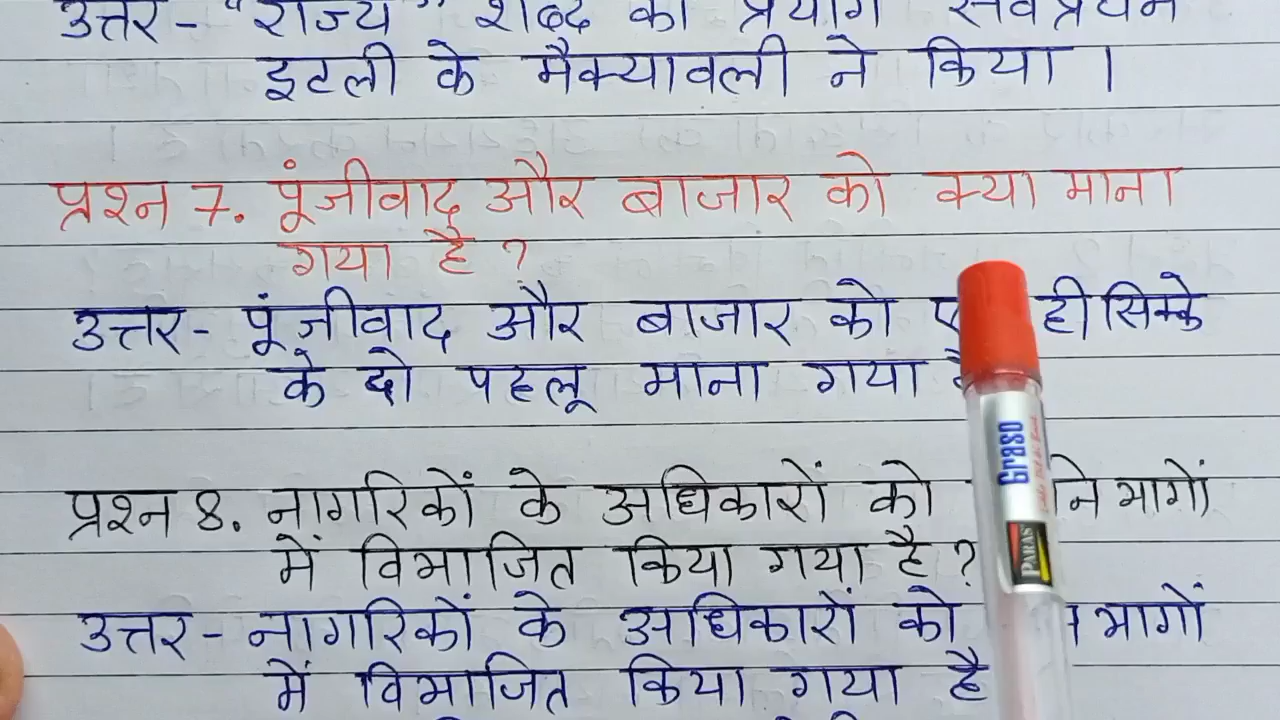 उत्तर- "राज्य" शब्द का प्रयोग सर्वप्रथम
इटली के मैक्यावली ने किया।
प्रश्न 7. पूंजीवाद और बाजार को क्या माना
गया है?
उत्तर- पूंजीवाद और बाजार को ही सिक्के
के दो पहलू माना गया
प्रश्न 8. नागरिकों के अधिकारों को भागों
में विभाजित किया गया है?
उत्तर- नागरिकों के अधिकारों को भागों
में विभाजित किया गया है
Graso
PARAS